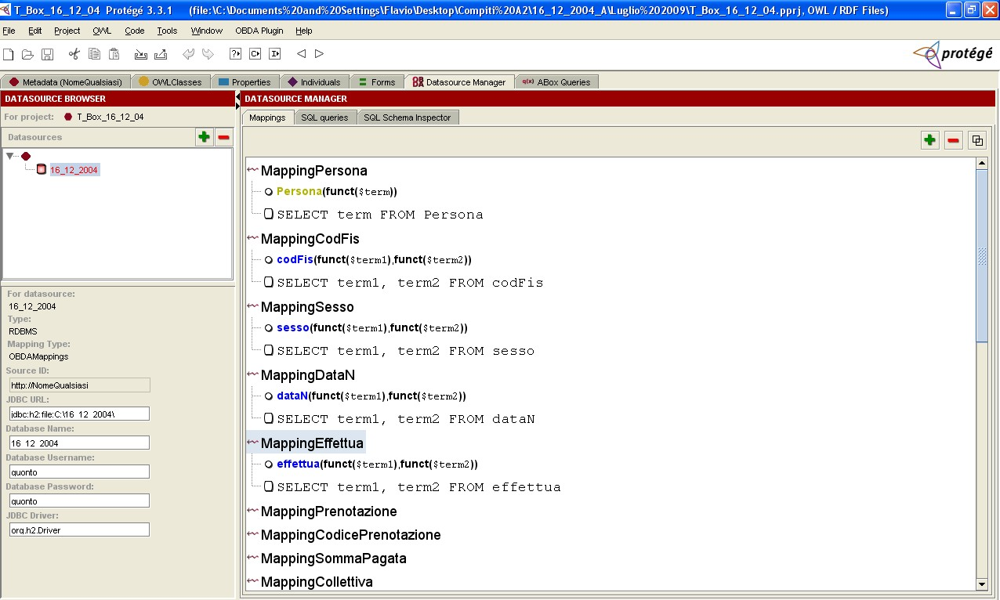 T_Box_16_12_04 Protégé 3.3.1 (file:\C:\Documents%20and%20Settings\Flavio\Desktop\Compiti%20A2\16_12_2004_A\Luglio%202009\T_Box_16_12_04.pprj, OWL / RDF Files)
File Edit Project OWL Code Tools Window OBDA Plugin Help
protégé
Metadata (NomeQualsiasi) OWLClasses Properties Individuals Forms Datasource Manager q(x) ABox Queries
DATASOURCE BROWSER
For project: T_Box_16_12_04
Datasources
16_12_2004
For datasource:
16_12_2004
Type:
RDBMS
Mapping Type:
OBDAMappings
Source ID:
http://NomeQualsiasi
JDBC URL:
jdbc:h2:file:C:\16_12_2004\
Database Name:
16_12_2004
Database Username:
quonto
Database Password:
quonto
JDBC Driver:
org.h2.Driver
DATASOURCE MANAGER
Mappings SQL queries SQL Schema Inspector
MappingPersona
Persona(funct($term))
SELECT term FROM Persona
MappingCodFis
codFis(funct($term1),funct($term2))
SELECT term1, term2 FROM codFis
MappingSesso
sesso(funct($term1),funct($term2))
SELECT term1, term2 FROM sesso
MappingDataN
dataN(funct($term1),funct($term2))
SELECT term1, term2 FROM dataN
MappingEffettua
effettua(funct($term1),funct($term2))
SELECT term1, term2 FROM effettua
MappingPrenotazione
MappingCodicePrenotazione
MappingSommaPagata
MappingCollettiva